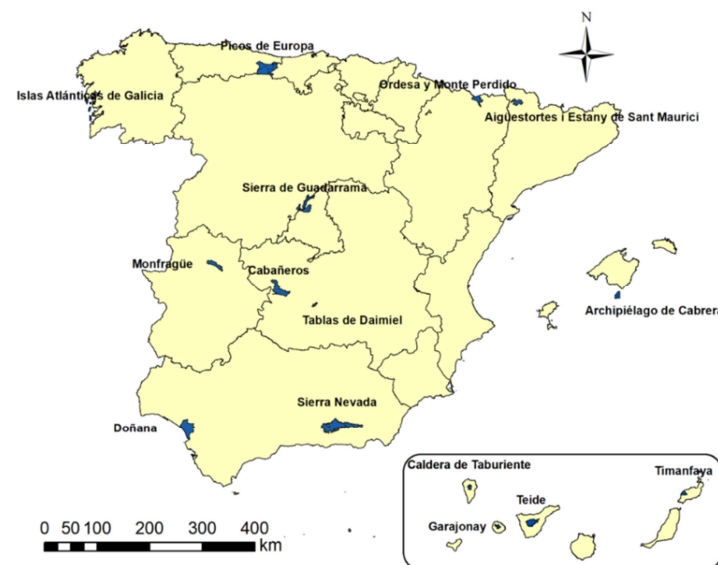 N
Picos de Europa
Ordesa y Monte Perdido
Islas Atlánticas de Galicia
Aigüestortes i Estany de Sant Maurici
Sierra de Guadarrama
Monfragüe
Cabañeros
Archipiélago de Cabrera
Tablas de Daimiel
Sierra Nevada
Doñana
Caldera de Taburiente
Timanfaya
Teide
Garajonay
0 50 100 200 300 400
km